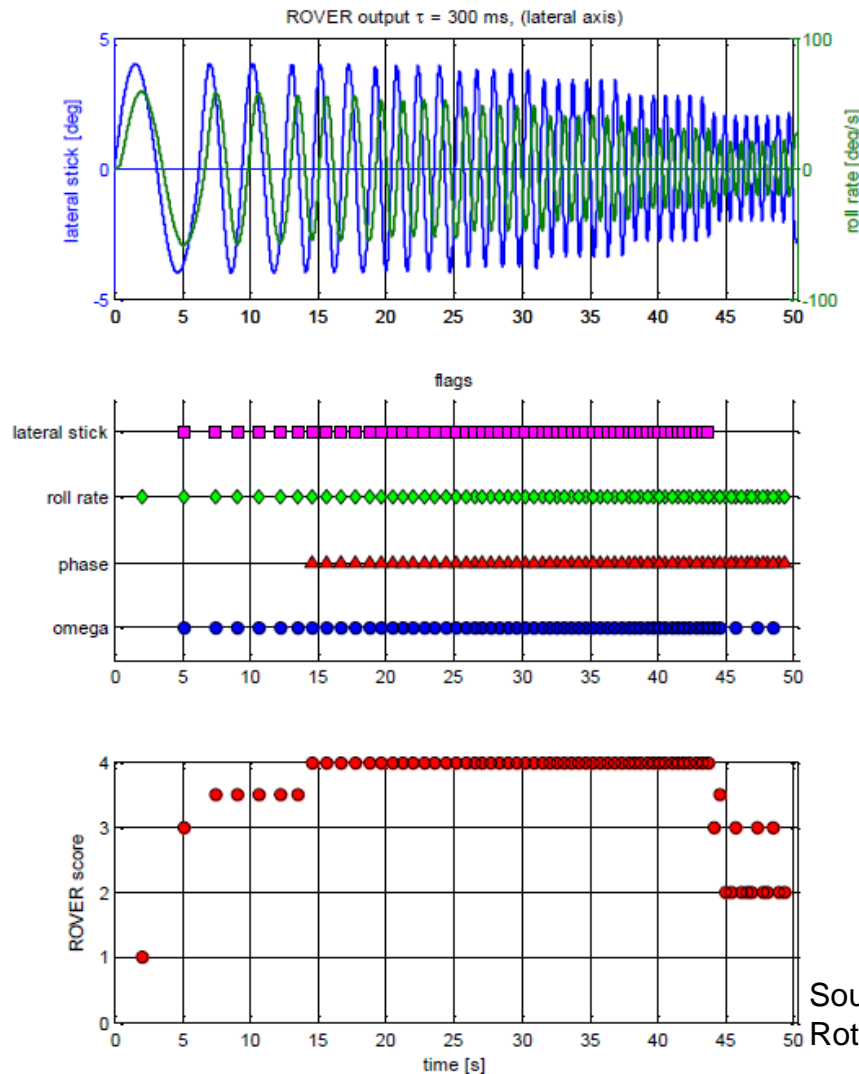 ROVER output τ = 300 ms, (lateral axis)
5
0
-5
lateral stick [deg]
100
0
-100
roll rate [deg/s]
0 5 10 15 20 25 30 35 40 45 50
flags
lateral stick
roll rate
phase
omega
0 5 10 15 20 25 30 35 40 45 50
4
3
2
1
0
ROVER score
0 5 10 15 20 25 30 35 40 45 50
time [s]
Sou
Rot